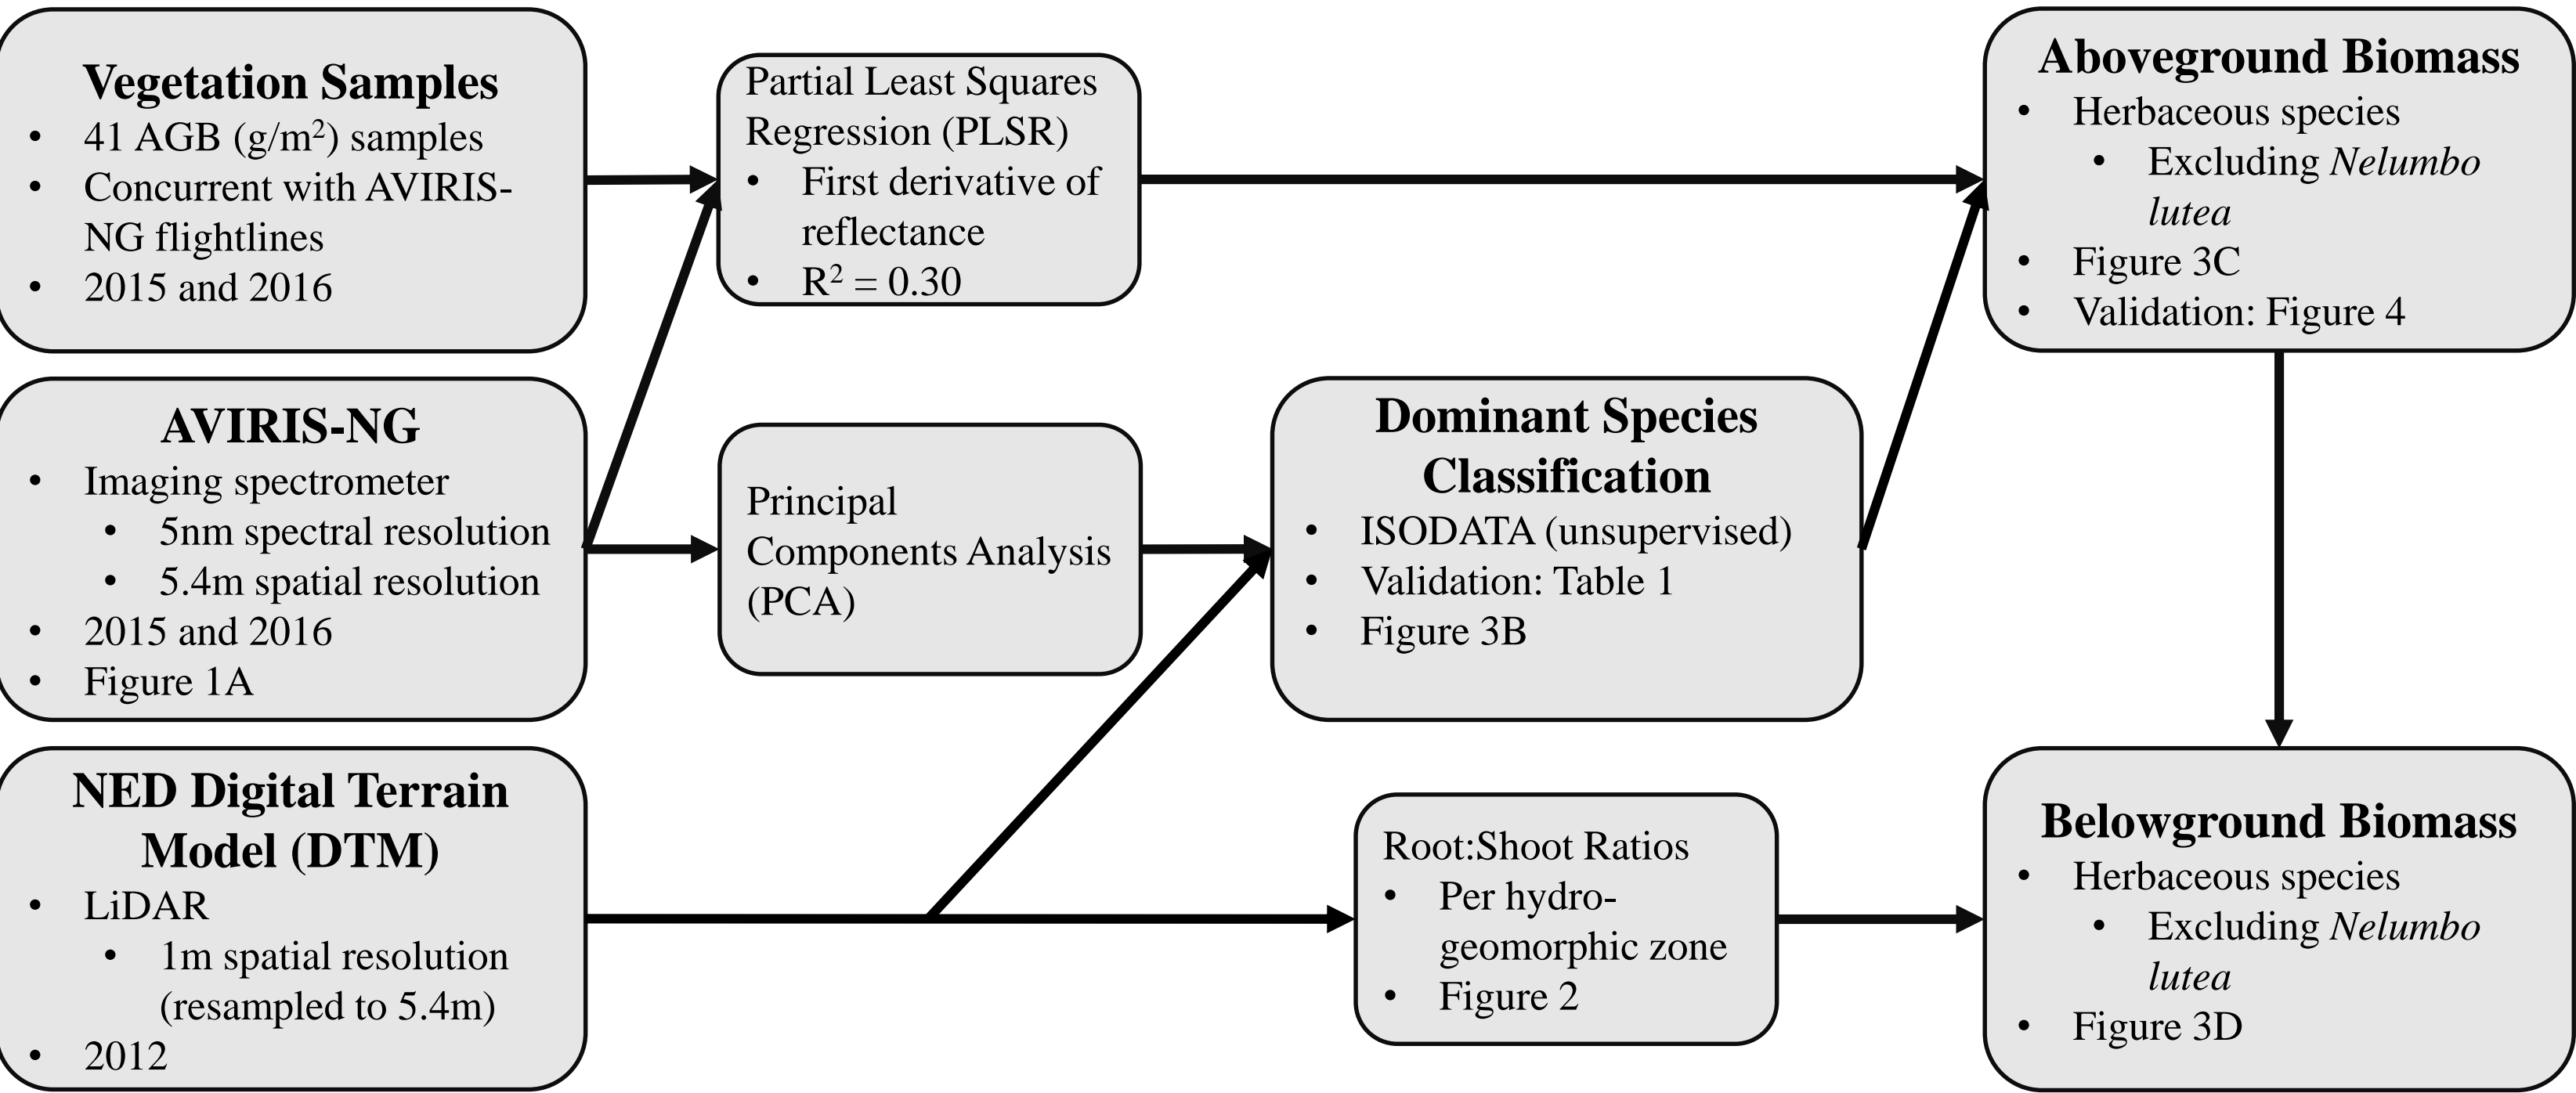 Vegetation Samples
• 41 AGB (g/m²) samples
• Concurrent with AVIRIS-
NG flightlines
• 2015 and 2016
Partial Least Squares
Regression (PLSR)
• First derivative of
reflectance
• R² = 0.30
Aboveground Biomass
• Herbaceous species
• Excluding Nelumbo
lutea
• Figure 3C
• Validation: Figure 4
AVIRIS-NG
• Imaging spectrometer
• 5nm spectral resolution
• 5.4m spatial resolution
• 2015 and 2016
• Figure 1A
Principal
Components Analysis
(PCA)
Dominant Species
Classification
• ISODATA (unsupervised)
• Validation: Table 1
• Figure 3B
NED Digital Terrain
Model (DTM)
• LiDAR
• 1m spatial resolution
(resampled to 5.4m)
• 2012
Root:Shoot Ratios
• Per hydro-
geomorphic zone
• Figure 2
Belowground Biomass
• Herbaceous species
• Excluding Nelumbo
lutea
• Figure 3D